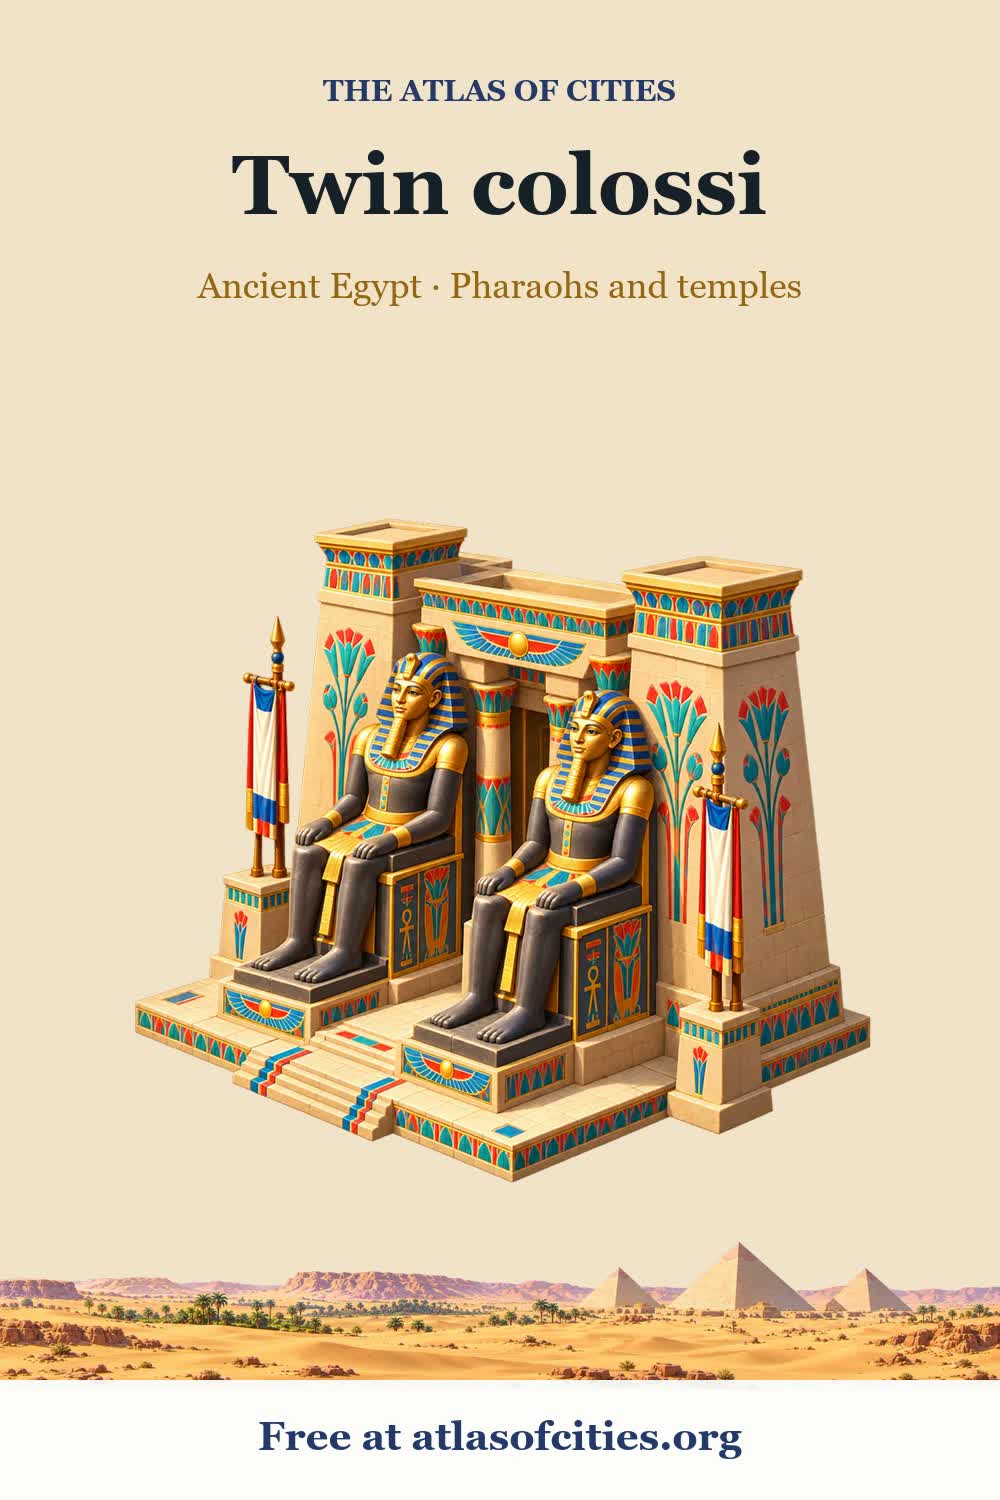 THE ATLAS OF CITIES
Twin colossi
Ancient Egypt · Pharaohs and temples
Free at atlasofcities.org